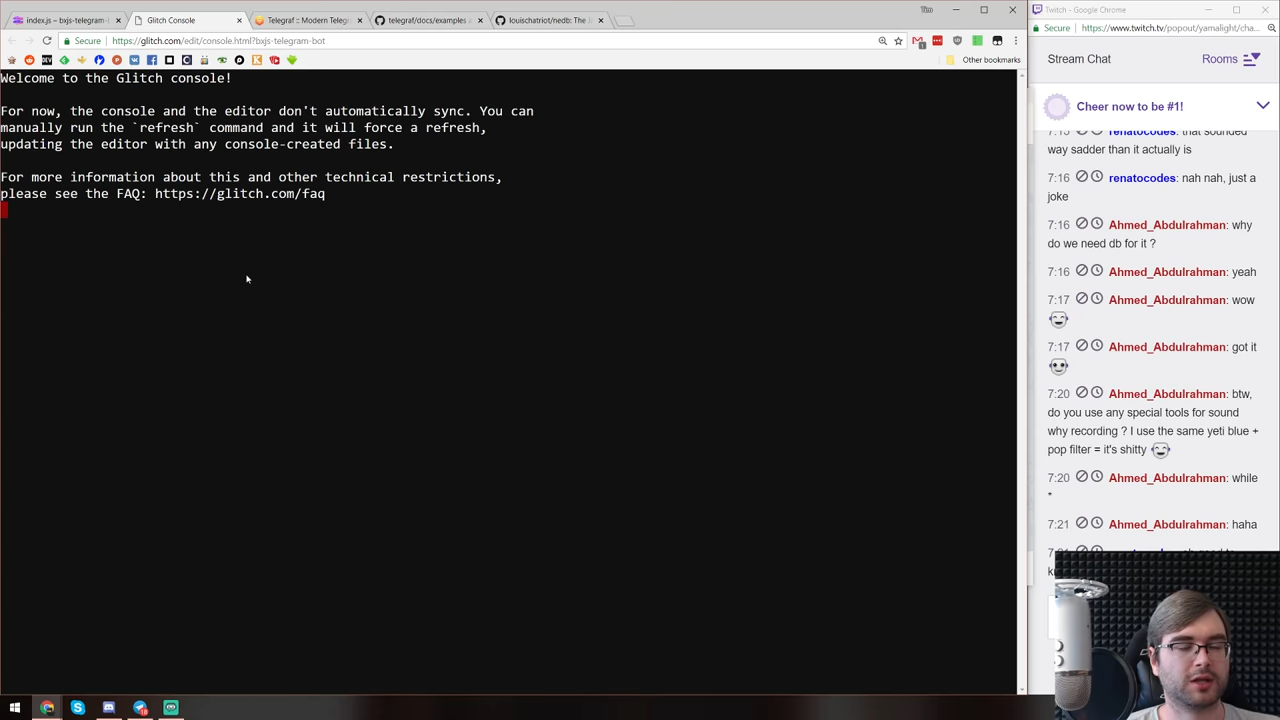 index.js – bxjs-telegram-
Glitch Console
Telegraf :: Modern Teleg
telegraf/docs/examples a
louischatriot/nedb: The J
Tim
Secure
https://glitch.com/edit/console.html?bxjs-telegram-bot
Other bookmarks
Welcome to the Glitch console!
For now, the console and the editor don't automatically sync. You can
manually run the `refresh` command and it will force a refresh,
updating the editor with any console-created files.
For more information about this and other technical restrictions,
please see the FAQ: https://glitch.com/faq
Twitch - Google Chrome
Secure
https://www.twitch.tv/popout/yamalight/cha...
Stream Chat
Rooms
Cheer now to be #1!
renatocodes: that sounded
way sadder than it actually is
7:16 renatocodes: nah nah, just a
joke
7:16 Ahmed_Abdulrahman: why
do we need db for it ?
7:16 Ahmed_Abdulrahman: yeah
7:17 Ahmed_Abdulrahman: wow
7:17 Ahmed_Abdulrahman: got it
7:20 Ahmed_Abdulrahman: btw,
do you use any special tools for sound
why recording ? I use the same yeti blue +
pop filter = it's shitty
7:20 Ahmed_Abdulrahman: while
*
7:21 Ahmed_Abdulrahman: haha